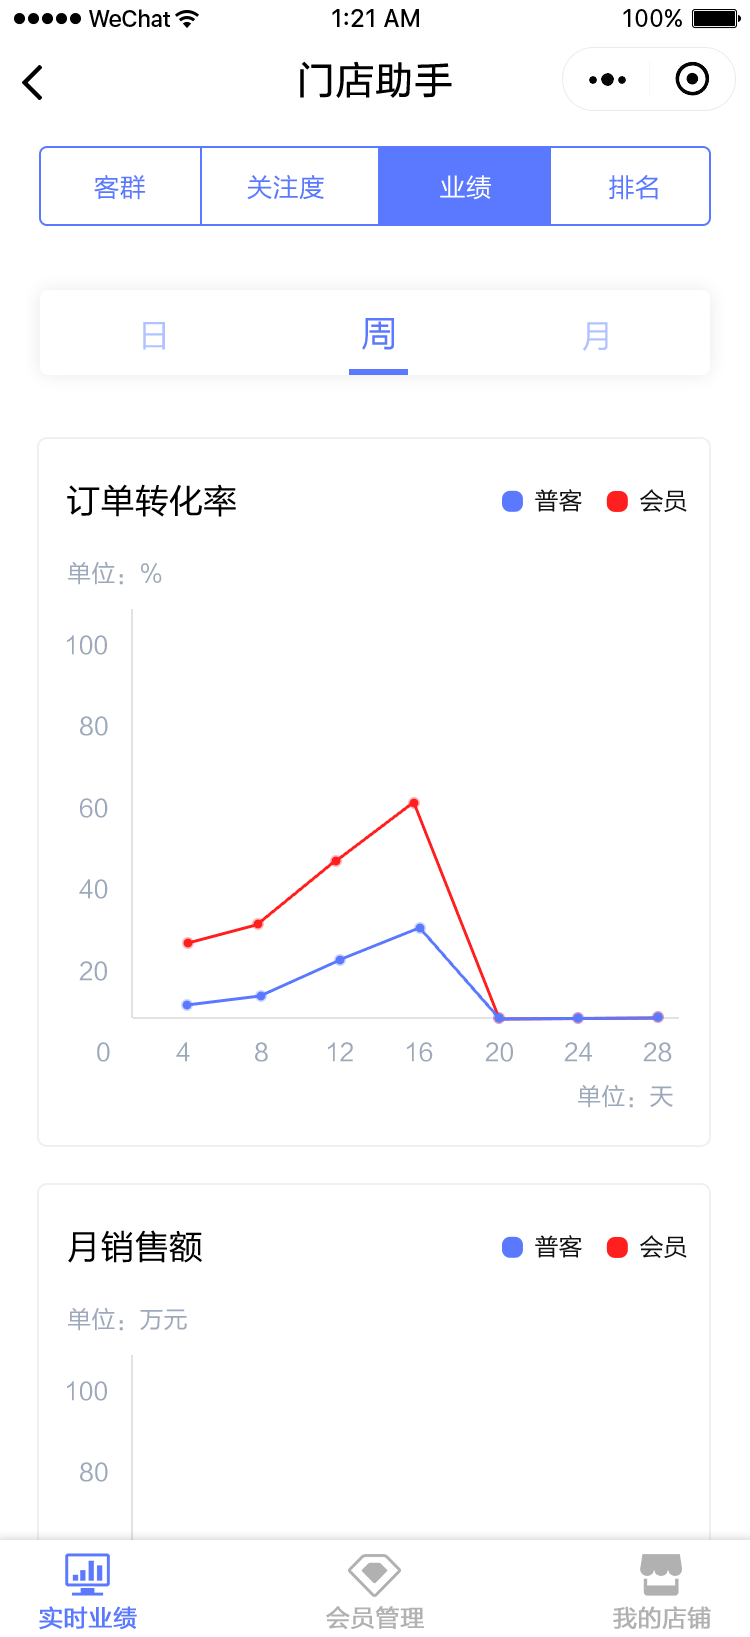 WeChat 1:21 AM 100%
门店助手
客群 关注度 业绩 排名
日 周 月
订单转化率 普客 会员
单位：%
100
80
60
40
20
0 4 8 12 16 20 24 28
单位：天
月销售额 普客 会员
单位：万元
100
80
实时业绩 会员管理 我的店铺